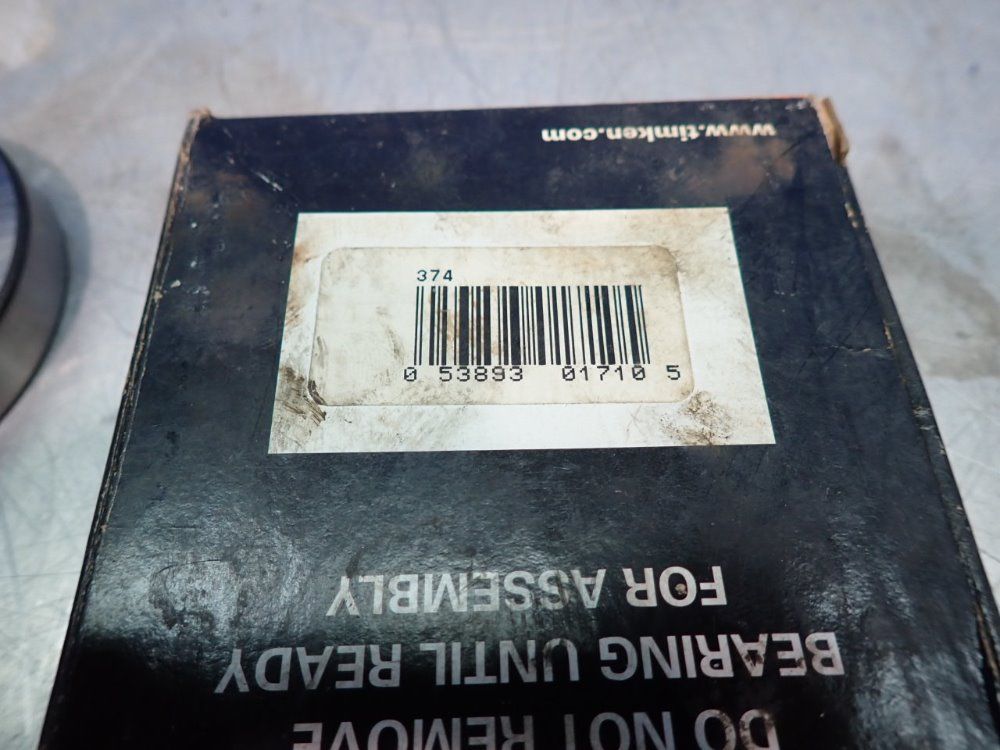 www.timken.com
374
0 53893 01710 5
DO NOT REMOVE
BEARING UNTIL READY
FOR ASSEMBLY